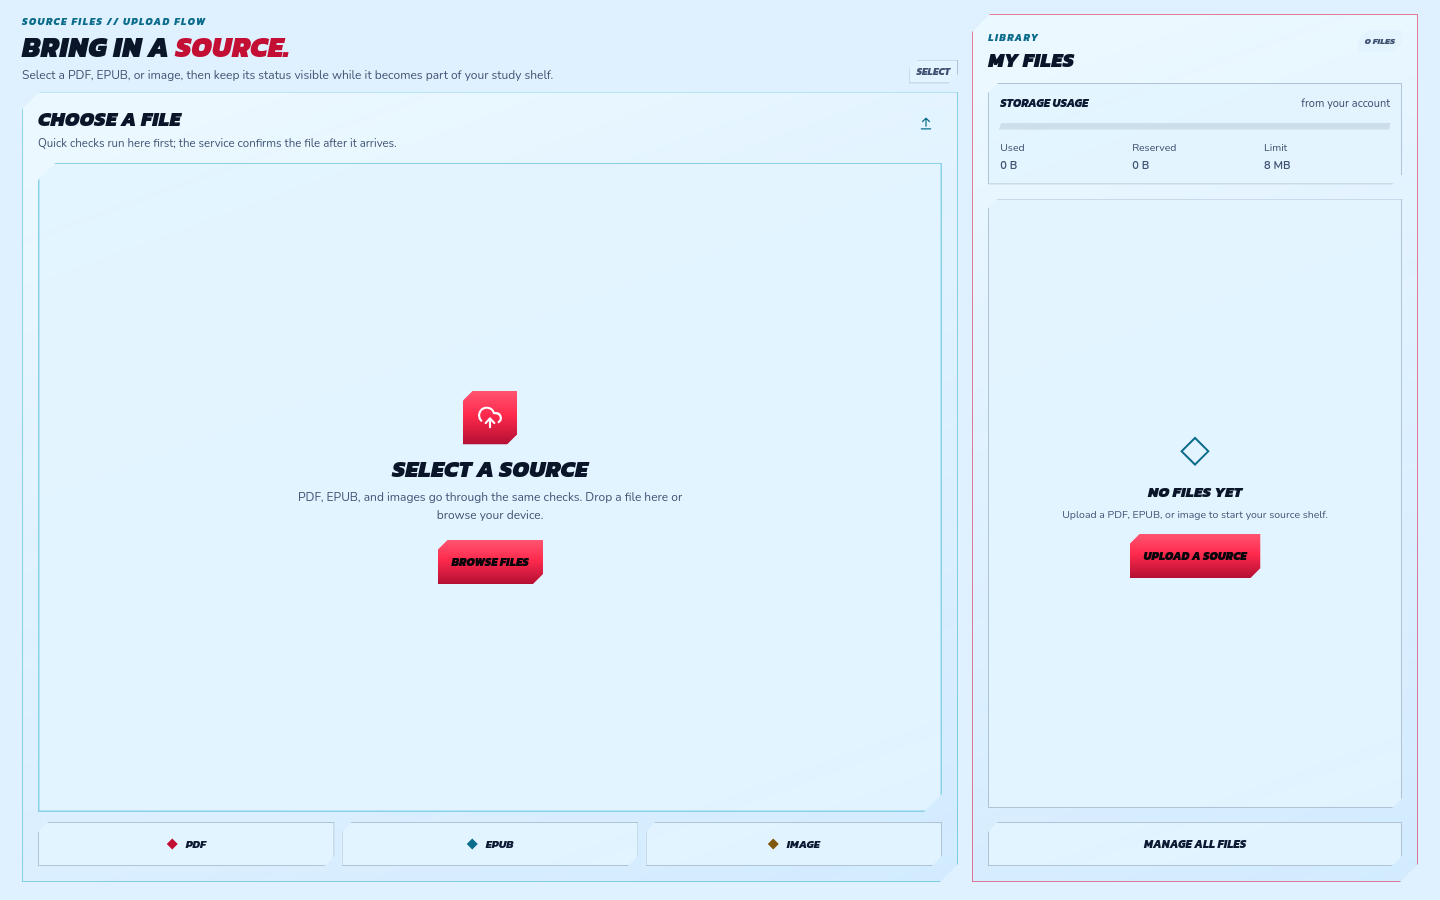 SOURCE FILES // UPLOAD FLOW
BRING IN A SOURCE.
Select a PDF, EPUB, or image, then keep its status visible while it becomes part of your study shelf.
SELECT
CHOOSE A FILE
Quick checks run here first; the service confirms the file after it arrives.
SELECT A SOURCE
PDF, EPUB, and images go through the same checks. Drop a file here or
browse your device.
BROWSE FILES
PDF
EPUB
IMAGE
LIBRARY
0 FILES
MY FILES
STORAGE USAGE
from your account
Used
Reserved
Limit
0 B
0 B
8 MB
NO FILES YET
Upload a PDF, EPUB, or image to start your source shelf.
UPLOAD A SOURCE
MANAGE ALL FILES